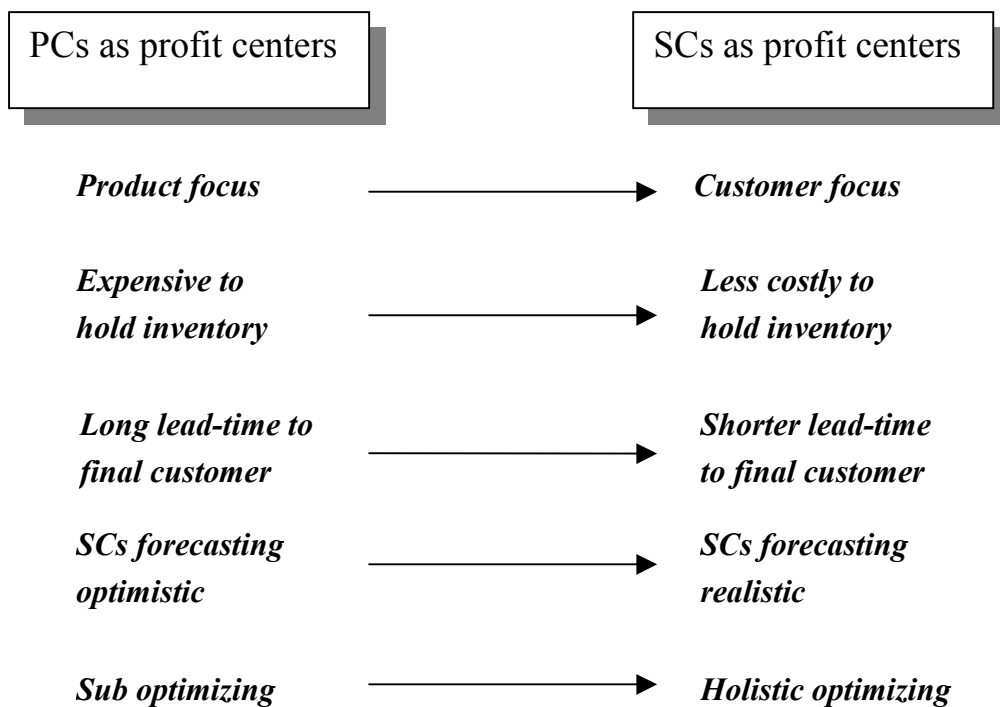 PCs as profit centers
SCs as profit centers
Product focus
Customer focus
Expensive to
hold inventory
Less costly to
hold inventory
Long lead-time to
final customer
Shorter lead-time
to final customer
SCs forecasting
optimistic
SCs forecasting
realistic
Sub optimizing
Holistic optimizing